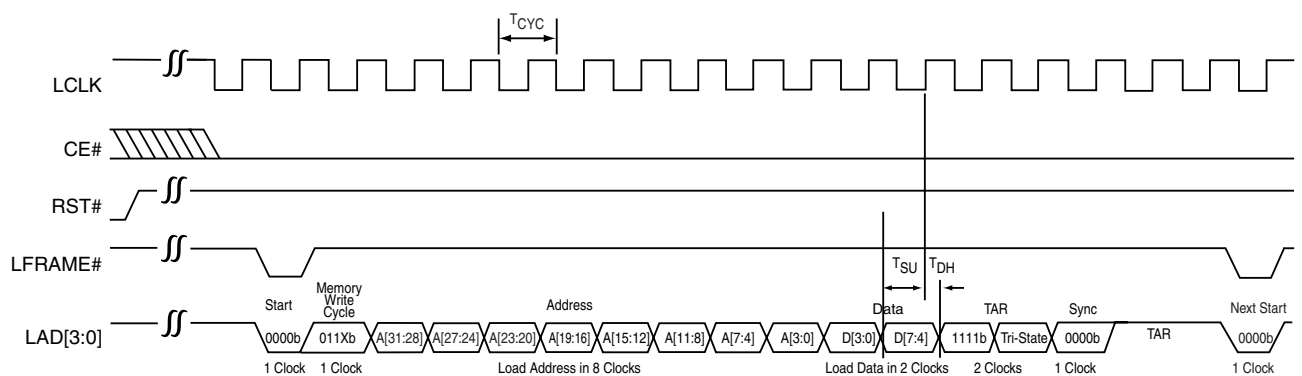 TCYC
LCLK
CE#
RST#
LFRAME#
TSU TDH
Start Memory Write Cycle Address Data TAR Sync Next Start
LAD[3:0] 0000b 011Xb A[31:28] A[27:24] A[23:20] A[19:16] A[15:12] A[11:8] A[7:4] A[3:0] D[3:0] D[7:4] 1111b Tri-State 0000b TAR 0000b
1 Clock 1 Clock Load Address in 8 Clocks Load Data in 2 Clocks 2 Clocks 1 Clock 1 Clock